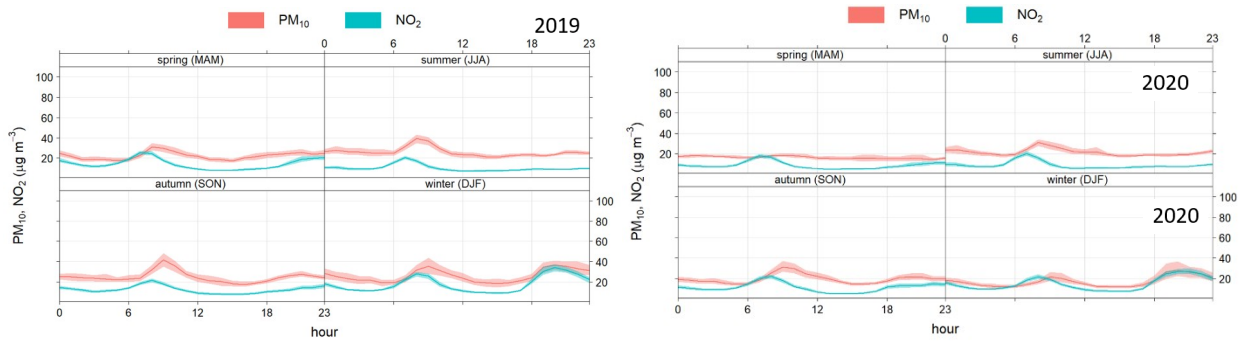 PM₁₀ NO₂ 2019
0 6 12 18 23
spring (MAM) summer (JJA)
100
80
60
40
20
autumn (SON) winter (DJF)
100
80
60
40
20
0 6 12 18 23
hour
PM₁₀, NO₂ (µg m⁻³)
PM₁₀ NO₂
0 6 12 18 23
spring (MAM) summer (JJA)
2020
100
80
60
40
20
autumn (SON) winter (DJF)
2020
100
80
60
40
20
0 6 12 18 23
hour
PM₁₀, NO₂ (µg m⁻³)